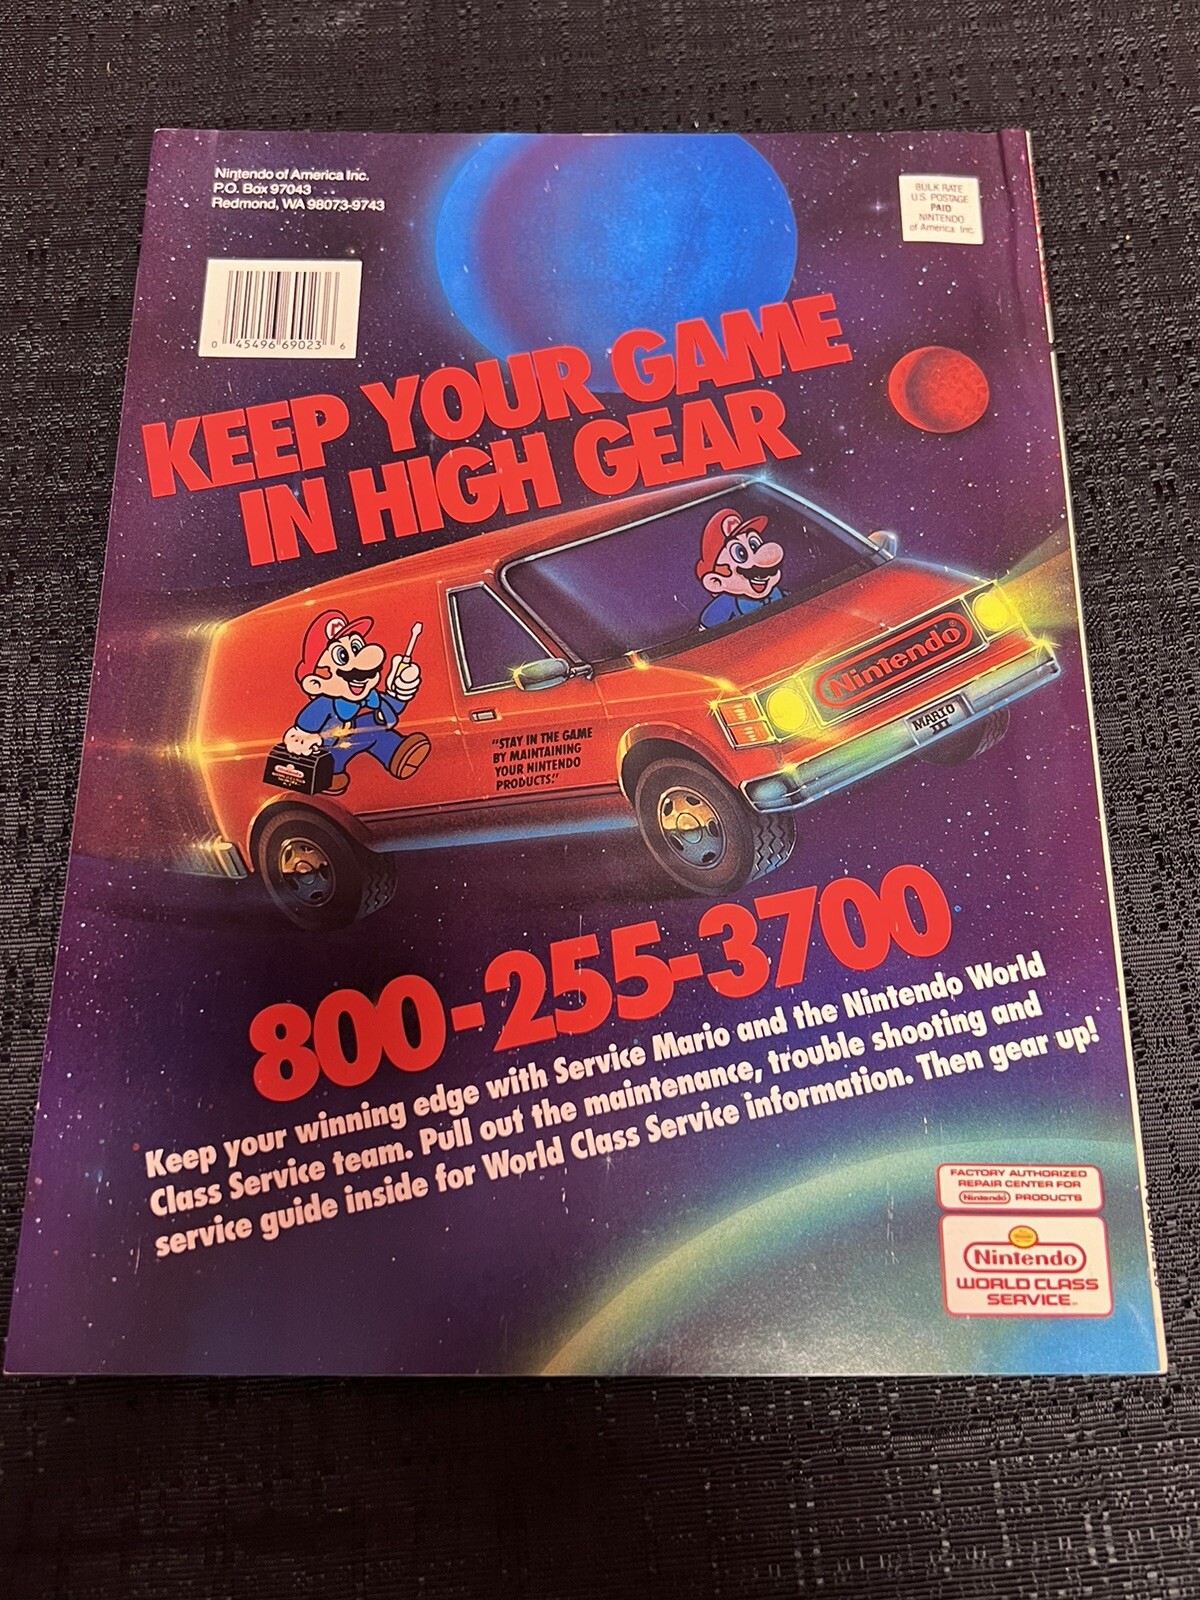 Nintendo of America Inc.
P.O. Box 97043
Redmond, WA 98073-9743
BULK RATE
U.S. POSTAGE
PAID
NINTENDO
of America Inc.
0 45496 69023 6
KEEP YOUR GAME
IN HIGH GEAR
M
M
Nintendo®
MARIO
III
"STAY IN THE GAME
BY MAINTAINING
YOUR NINTENDO
PRODUCTS."
800-255-3700
Keep your winning edge with Service Mario and the Nintendo World
Class Service team. Pull out the maintenance, trouble shooting and
service guide inside for World Class Service information. Then gear up!
FACTORY AUTHORIZED
REPAIR CENTER FOR
Nintendo PRODUCTS
Nintendo
WORLD CLASS
SERVICE